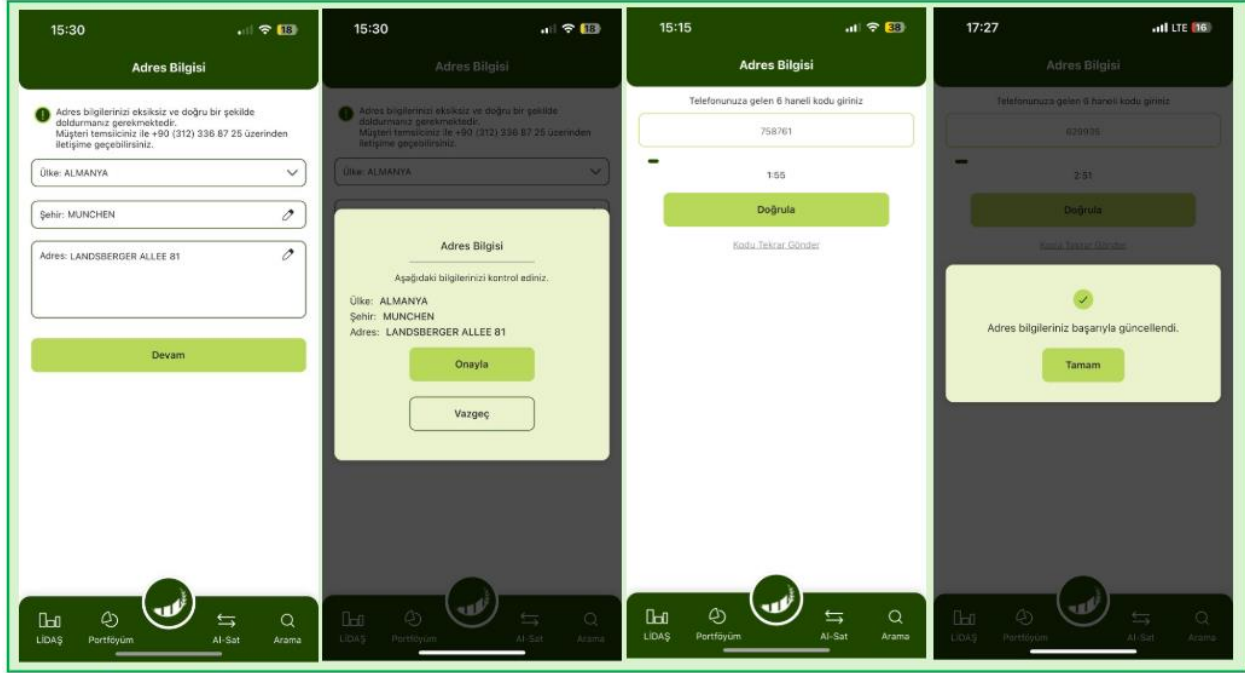 15:30
18
Adres Bilgisi
Adres bilgilerinizi eksiksiz ve doğru bir şekilde
doldurmanız gerekmektedir.
Müşteri temsilciniz ile +90 (312) 336 87 25 üzerinden
iletişime geçebilirsiniz.
Ülke: ALMANYA
Şehir: MUNCHEN
Adres: LANDSBERGER ALLEE 81
Devam
LİDAŞ
Portföyüm
Al-Sat
Arama
15:30
18
Adres Bilgisi
Adres bilgilerinizi eksiksiz ve doğru bir şekilde
doldurmanız gerekmektedir.
Müşteri temsilciniz ile +90 (312) 336 87 25 üzerinden
iletişime geçebilirsiniz.
Ülke: ALMANYA
Adres Bilgisi
Aşağıdaki bilgilerinizi kontrol ediniz.
Ülke: ALMANYA
Şehir: MUNCHEN
Adres: LANDSBERGER ALLEE 81
Onayla
Vazgeç
LİDAŞ
Portföyüm
Al-Sat
Arama
15:15
38
Adres Bilgisi
Telefonunuza gelen 6 haneli kodu giriniz
758761
1:55
Doğrula
Kodu Tekrar Gönder
LİDAŞ
Portföyüm
Al-Sat
Arama
17:27
LTE 16
Adres Bilgisi
Telefonunuza gelen 6 haneli kodu giriniz
2:51
Doğrula
Kodu Tekrar Gönder
Adres bilgileriniz başarıyla güncellendi.
Tamam
LİDAŞ
Portföyüm
Al-Sat
Arama